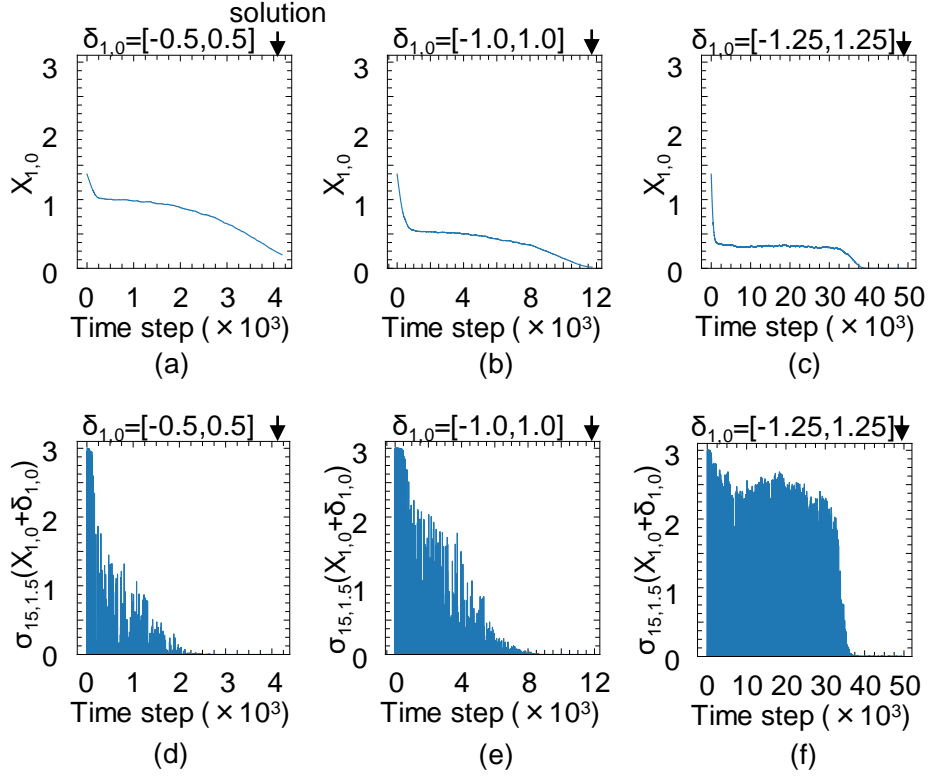 solution
δ1,0=[-0.5,0.5]
δ1,0=[-1.0,1.0]
δ1,0=[-1.25,1.25]
X1,0
3
2
1
0
0 1 2 3 4
Time step (×10³)
(a)
X1,0
3
2
1
0
0 4 8 12
Time step (×10³)
(b)
X1,0
3
2
1
0
0 10 20 30 40 50
Time step (×10³)
(c)
δ1,0=[-0.5,0.5]
δ1,0=[-1.0,1.0]
δ1,0=[-1.25,1.25]
σ15,1.5(X1,0+δ1,0)
3
2
1
0
0 1 2 3 4
Time step (×10³)
(d)
σ15,1.5(X1,0+δ1,0)
3
2
1
0
0 4 8 12
Time step (×10³)
(e)
σ15,1.5(X1,0+δ1,0)
3
2
1
0
0 10 20 30 40 50
Time step (×10³)
(f)